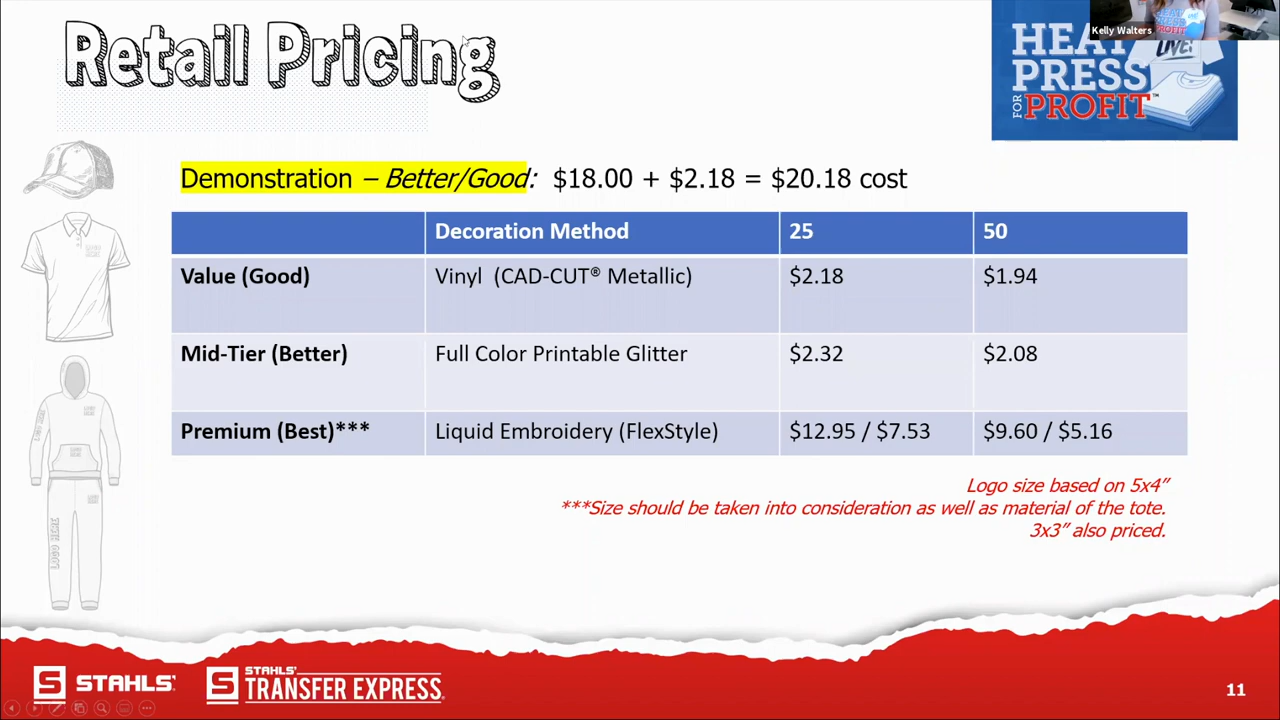 Retail Pricing
Kelly Walters
HEAT
LIVE!
PRESS
FOR PROFIT™
Demonstration – Better/Good: $18.00 + $2.18 = $20.18 cost
Decoration Method 25 50
Value (Good) Vinyl (CAD-CUT® Metallic) $2.18 $1.94
Mid-Tier (Better) Full Color Printable Glitter $2.32 $2.08
Premium (Best)*** Liquid Embroidery (FlexStyle) $12.95 / $7.53 $9.60 / $5.16
Logo size based on 5x4”
***Size should be taken into consideration as well as material of the tote.
3x3” also priced.
LOGO HERE
S STAHLS'
S STAHLS'
TRANSFER EXPRESS.
11